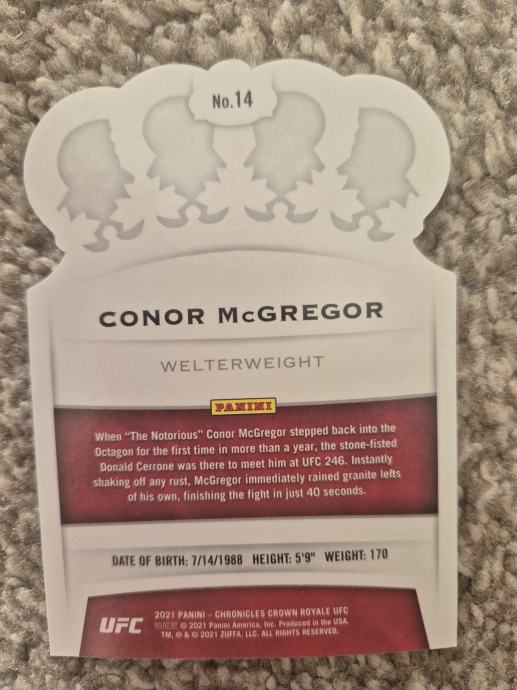 No.14
CONOR McGREGOR
WELTERWEIGHT
PANINI
When "The Notorious" Conor McGregor stepped back into the
Octagon for the first time in more than a year, the stone-fisted
Donald Cerrone was there to meet him at UFC 246. Instantly
shaking off any rust, McGregor immediately rained granite lefts
of his own, finishing the fight in just 40 seconds.
DATE OF BIRTH: 7/14/1988 HEIGHT: 5'9" WEIGHT: 170
UFC
2021 PANINI – CHRONICLES CROWN ROYALE UFC
帕尼尼 © 2021 Panini America, Inc. Produced in the USA.
TM, ® & © 2021 ZUFFA, LLC. ALL RIGHTS RESERVED.